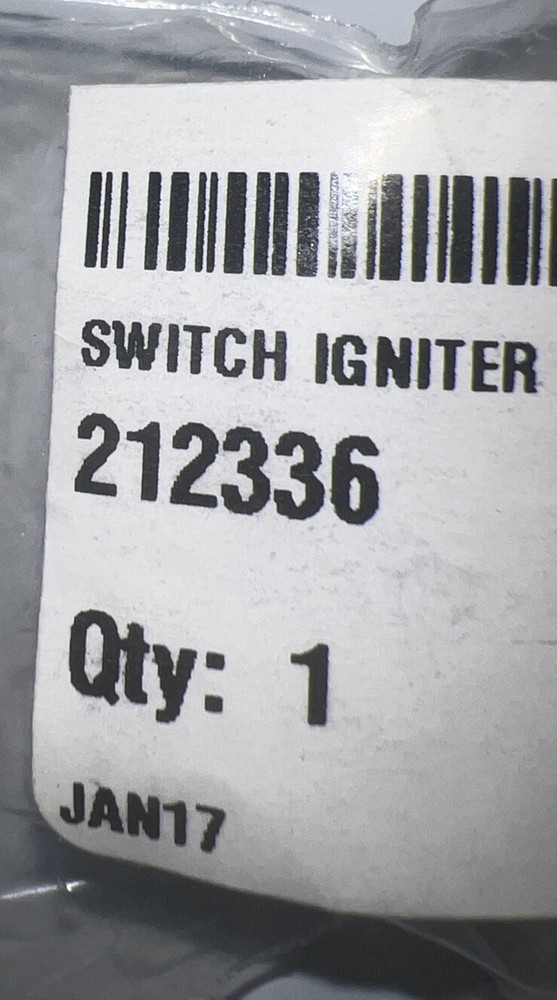 SWITCH IGNITER
212336
Qty: 1
JAN17